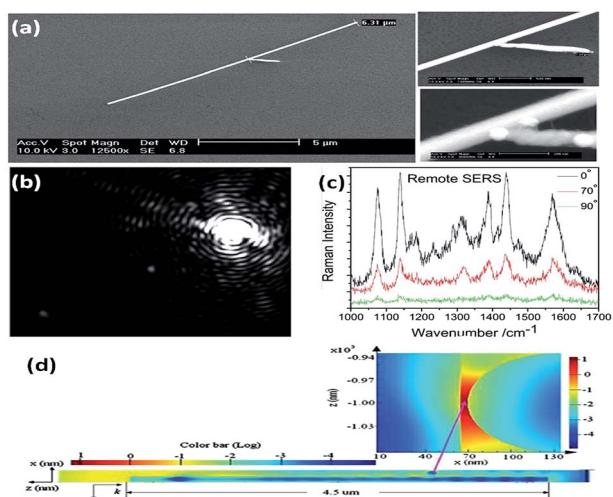 (a)
6.31 µm
Acc.V Spot Magn Det WD 5 µm
10.0 kV 3.0 12500x SE 6.8
(b)
(c)
Remote SERS
0°
70°
90°
Raman Intensity
1000 1100 1200 1300 1400 1500 1600 1700
Wavenumber /cm-1
(d)
×10³
-0.94
-0.97
-1.00
-1.03
z (nm)
10 40 70 100 130
x (nm)
1
0
-1
-2
-3
-4
Color bar (Log)
1 0 -1 -2 -3 -4
x (nm)
z (nm)
k
4.5 um